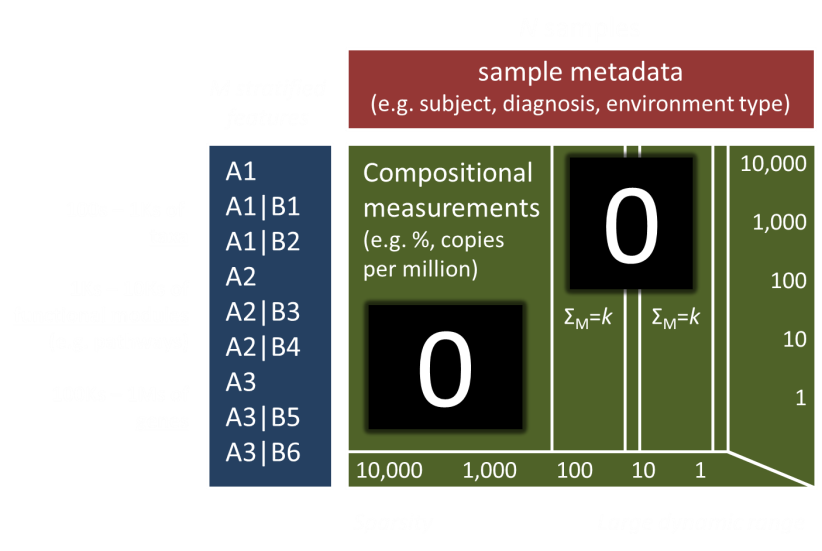 sample metadata
(e.g. subject, diagnosis, environment type)
A1
A1|B1
A1|B2
A2
A2|B3
A2|B4
A3
A3|B5
A3|B6
Compositional
measurements
(e.g. %, copies
per million)
0
0
ΣM=k
ΣM=k
10,000
1,000
100
10
1
10,000 1,000 100 10 1